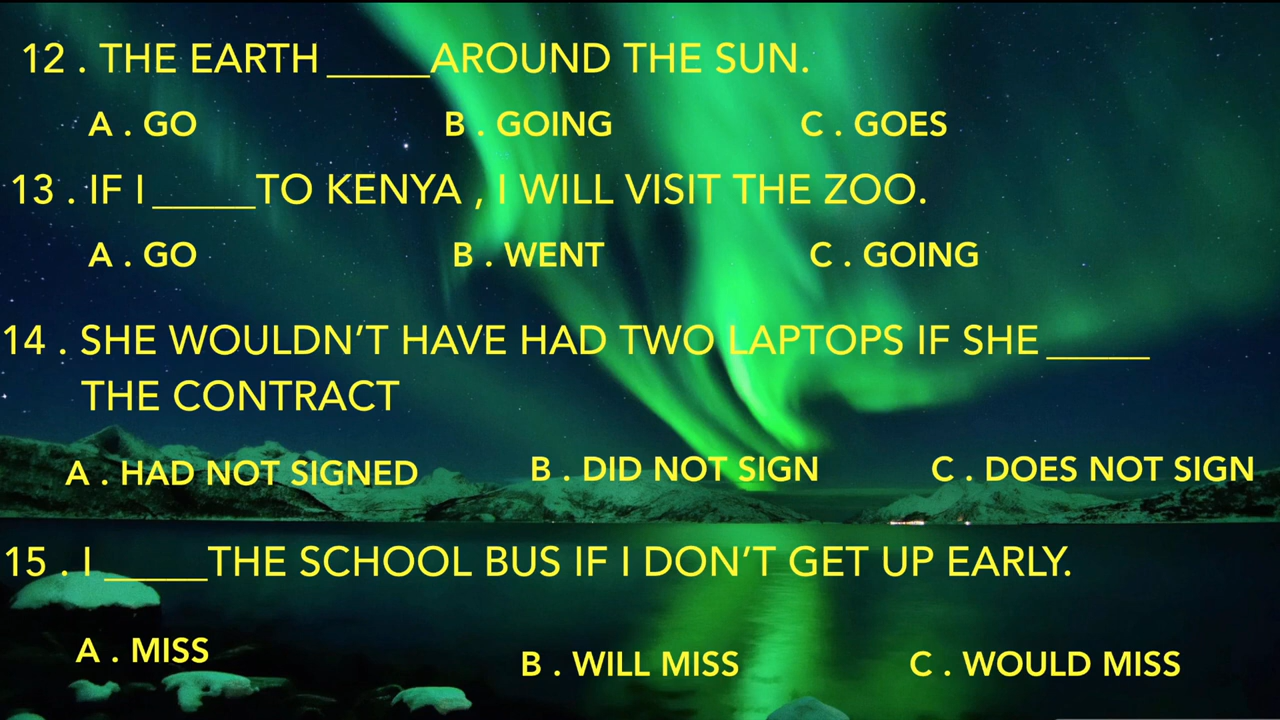 12 . THE EARTH _____AROUND THE SUN.
A . GO B . GOING C . GOES
13 . IF I _____TO KENYA , I WILL VISIT THE ZOO.
A . GO B . WENT C . GOING
14 . SHE WOULDN’T HAVE HAD TWO LAPTOPS IF SHE _____
THE CONTRACT
A . HAD NOT SIGNED B . DID NOT SIGN C . DOES NOT SIGN
15 . I _____THE SCHOOL BUS IF I DON’T GET UP EARLY.
A . MISS B . WILL MISS C . WOULD MISS